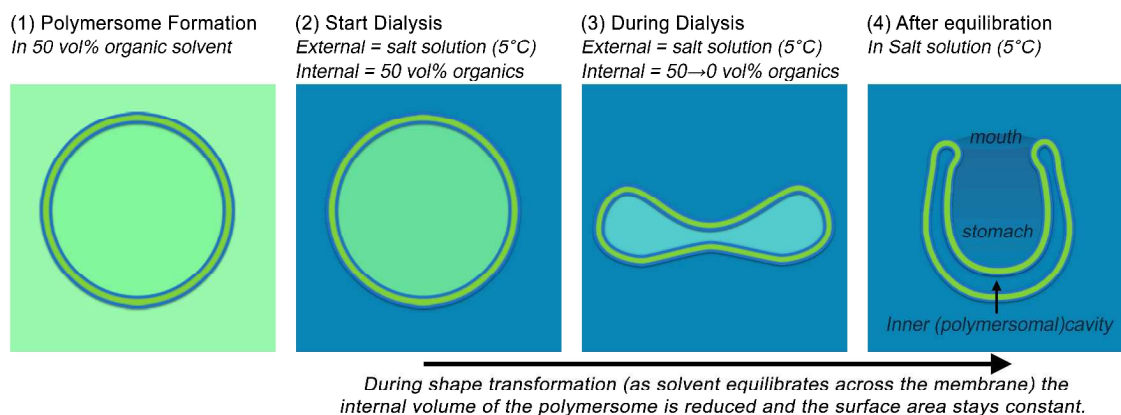 (1) Polymersome Formation
In 50 vol% organic solvent
(2) Start Dialysis
External = salt solution (5°C)
Internal = 50 vol% organics
(3) During Dialysis
External = salt solution (5°C)
Internal = 50→0 vol% organics
(4) After equilibration
In Salt solution (5°C)
mouth
stomach
Inner (polymersomal)cavity
During shape transformation (as solvent equilibrates across the membrane) the
internal volume of the polymersome is reduced and the surface area stays constant.